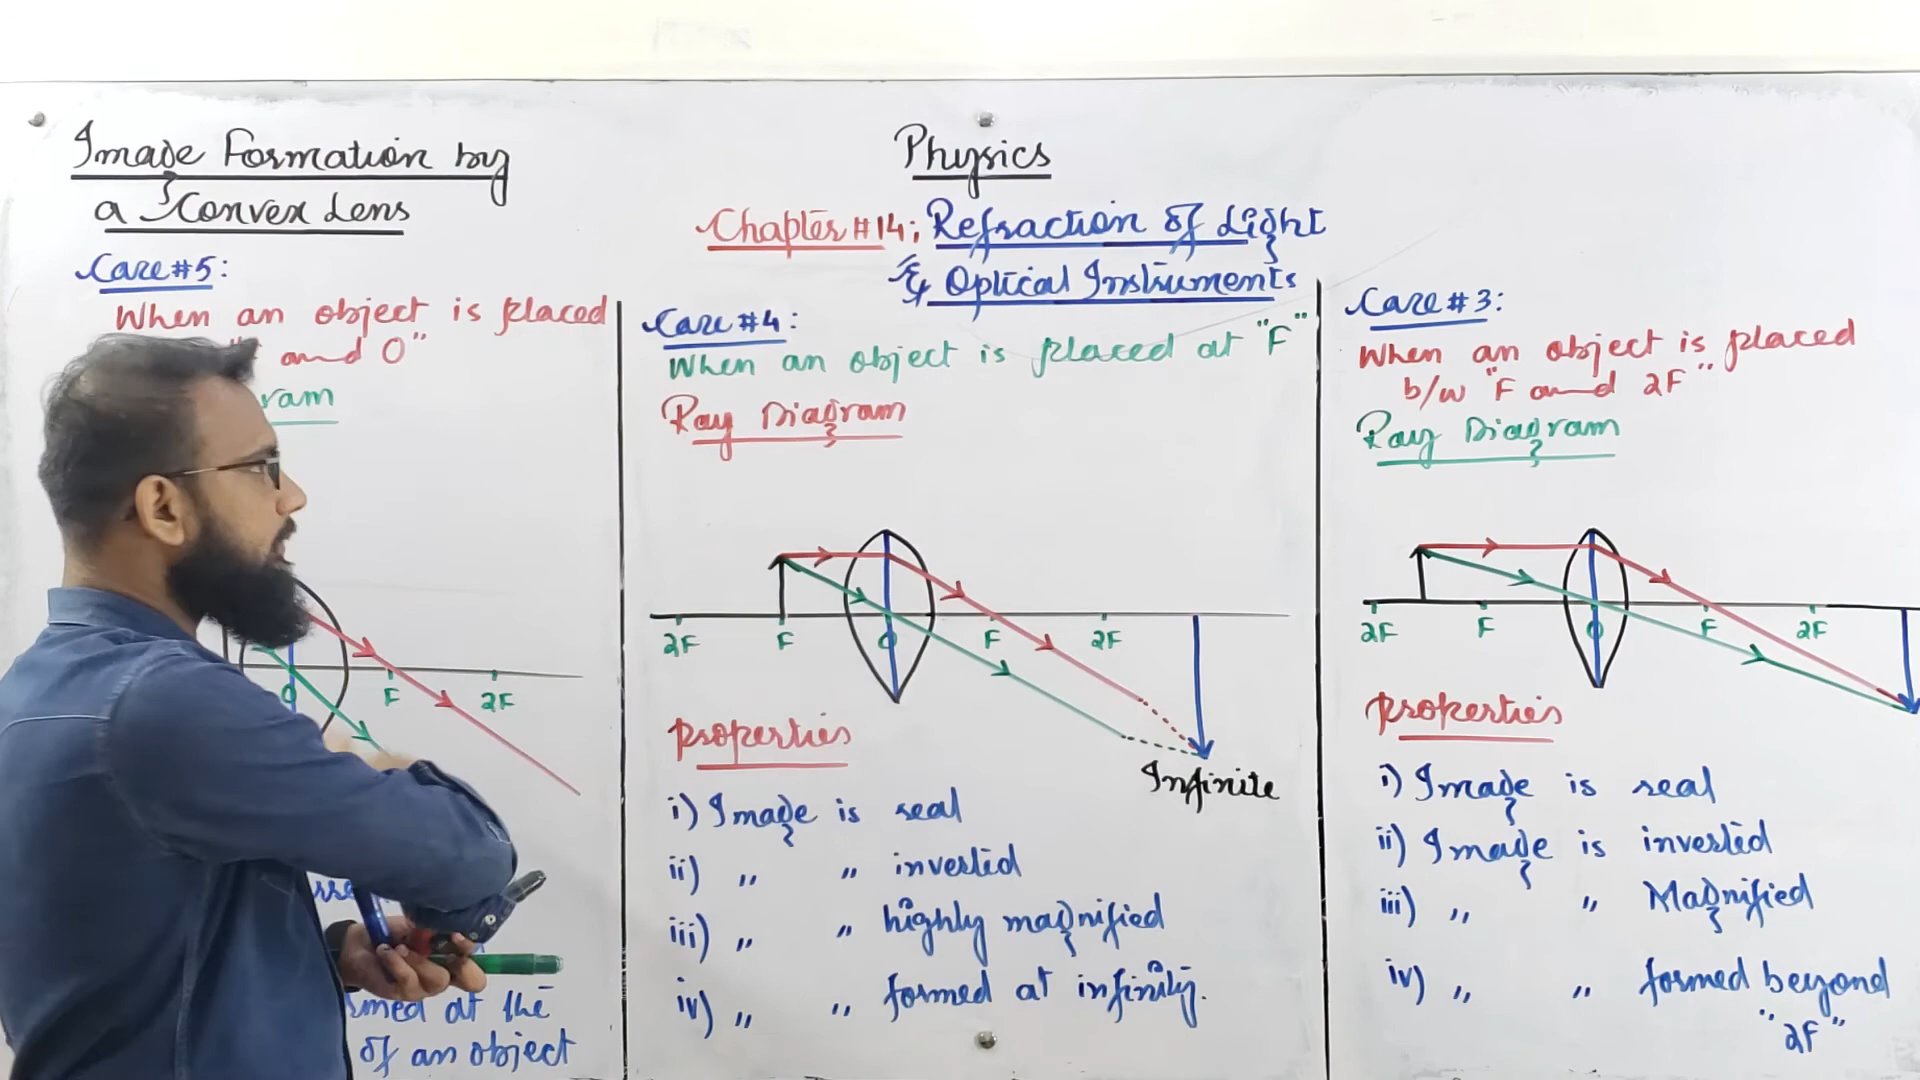 Image Formation by
a Convex Lens
Case #5:
When an object is placed
and O"
ram
O F 2F
rmed at the
of an object
Physics
Chapter #14: Refraction of Light
& Optical Instruments
Case #4:
When an object is placed at "F"
Ray Diagram
2F F O F 2F
Infinite
Properties
i) Image is real
ii) " " inverted
iii) " " highly magnified
iv) " " formed at infinity.
Case #3:
When an object is placed
b/w "F and 2F"
Ray Diagram
2F F O F 2F
Properties
i) Image is real
ii) Image is inverted
iii) " " Magnified
iv) " " formed beyond
"2F"